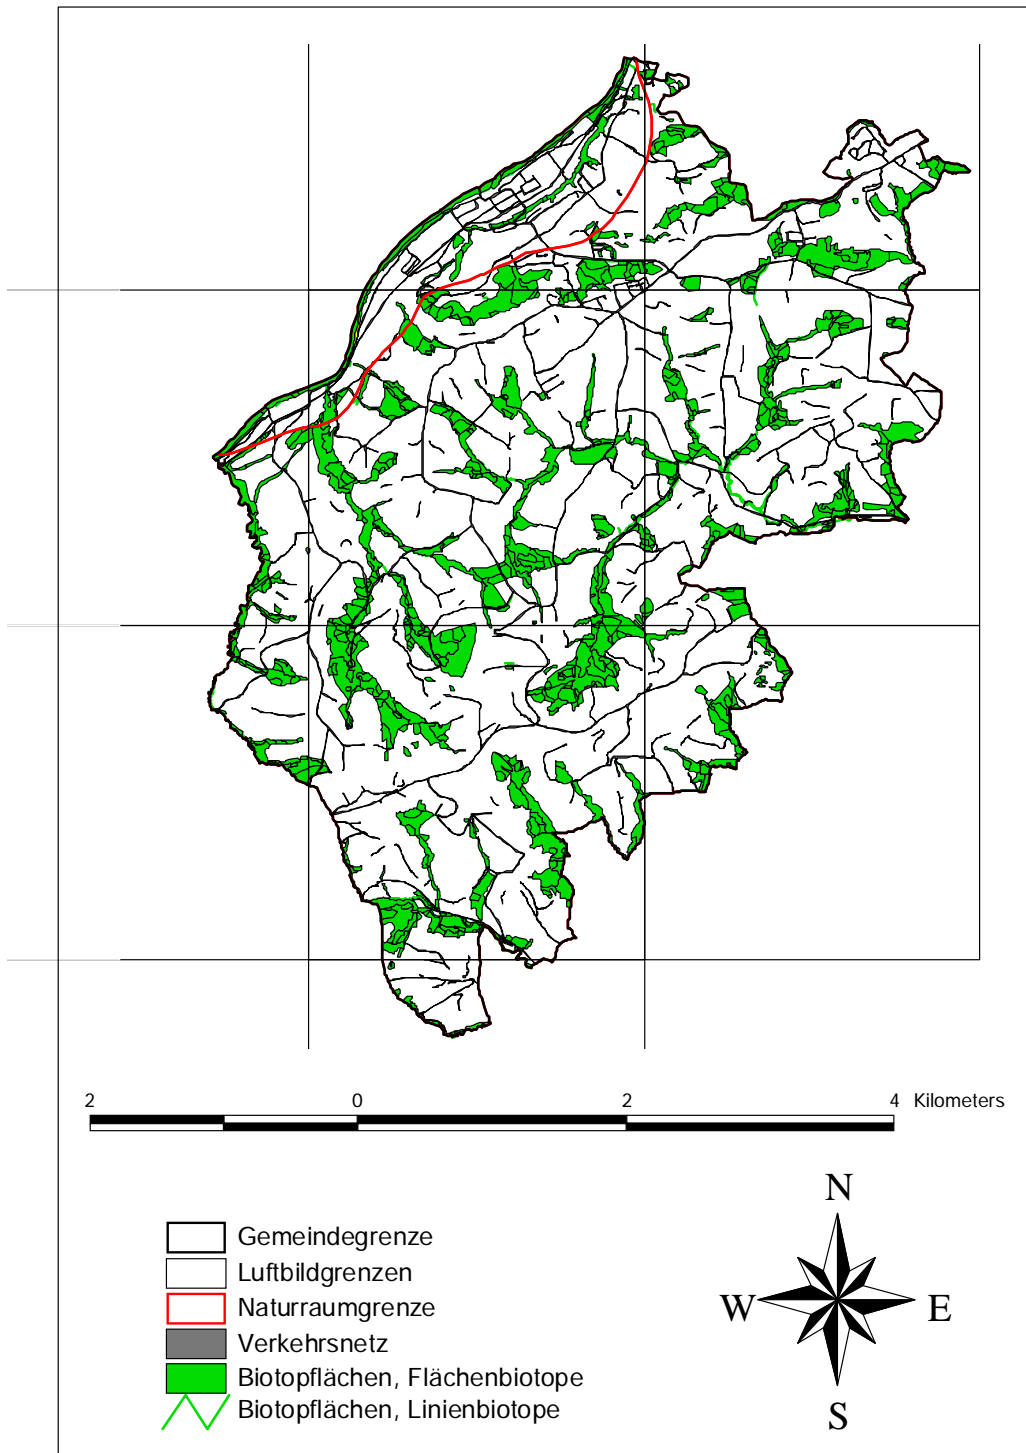 2 0 2 4 Kilometers
N
W E
S
Gemeindegrenze
Luftbildgrenzen
Naturraumgrenze
Verkehrsnetz
Biotopflächen, Flächenbiotope
Biotopflächen, Linienbiotope